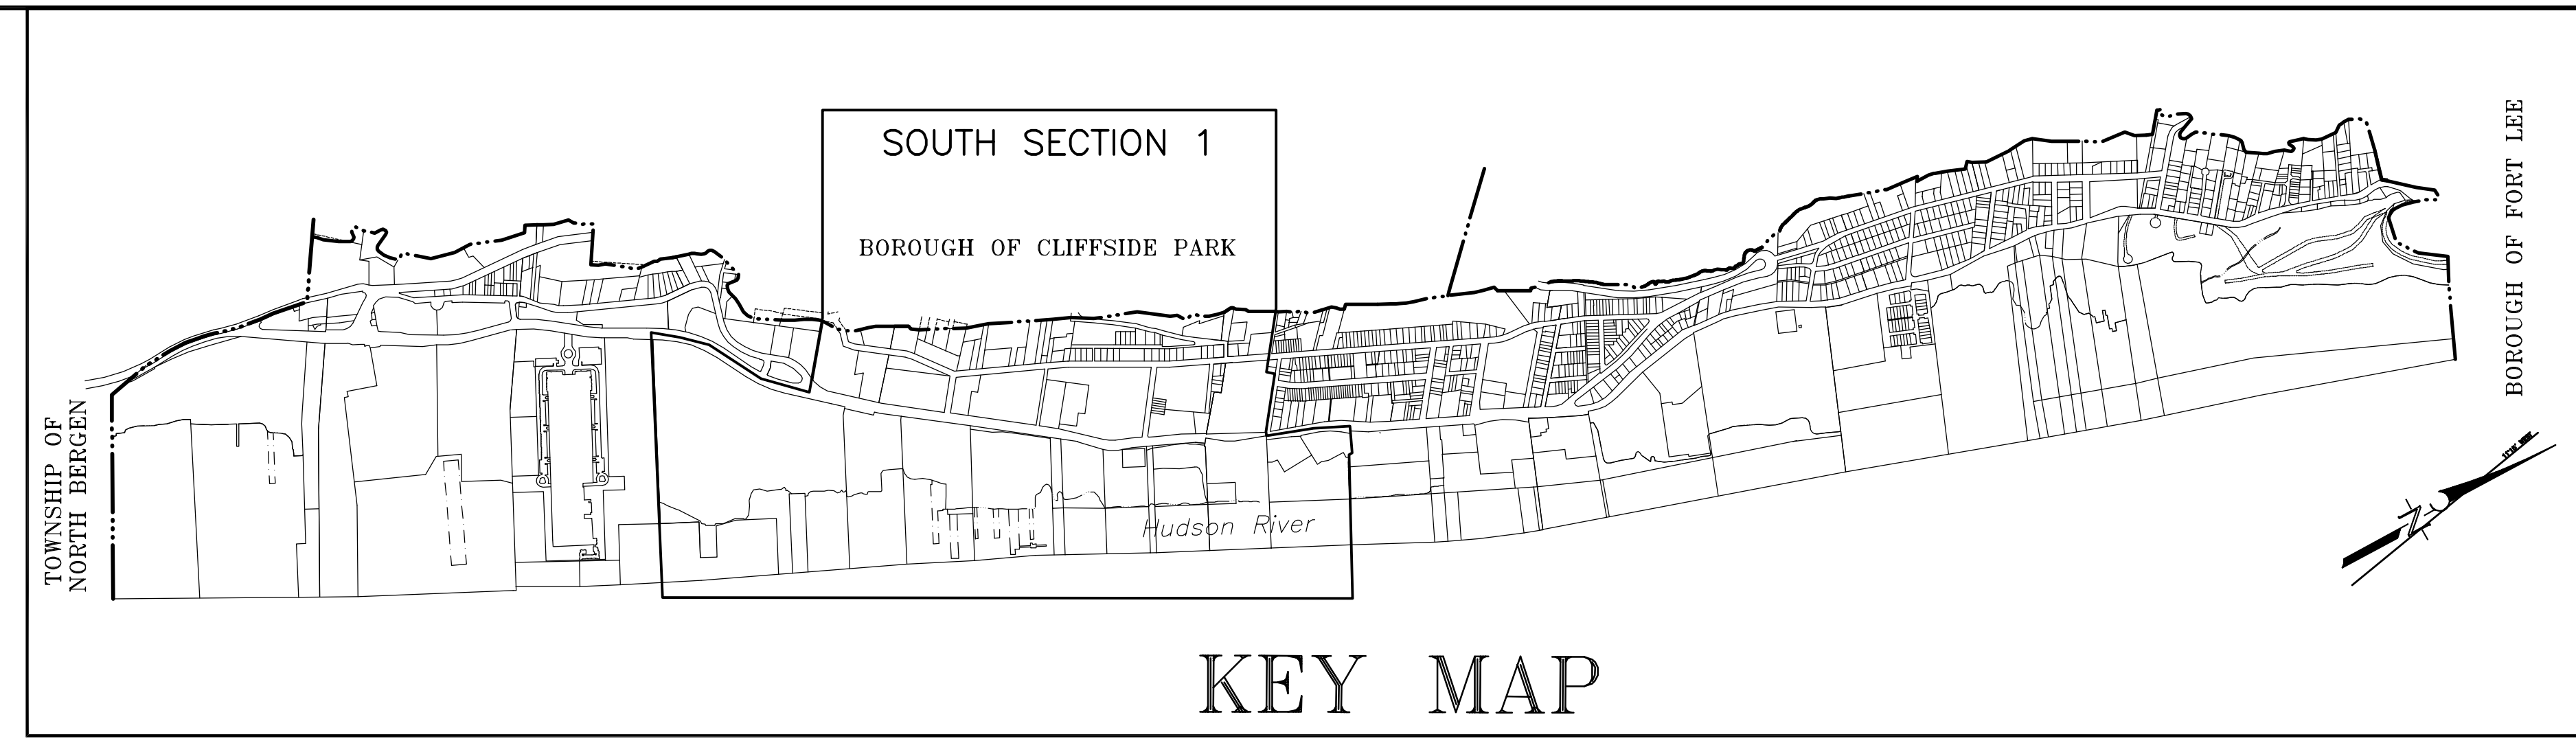 SOUTH SECTION 1
BOROUGH OF CLIFFSIDE PARK
BOROUGH OF FORT LEE
TOWNSHIP OF
NORTH BERGEN
Hudson River
N
KEY MAP